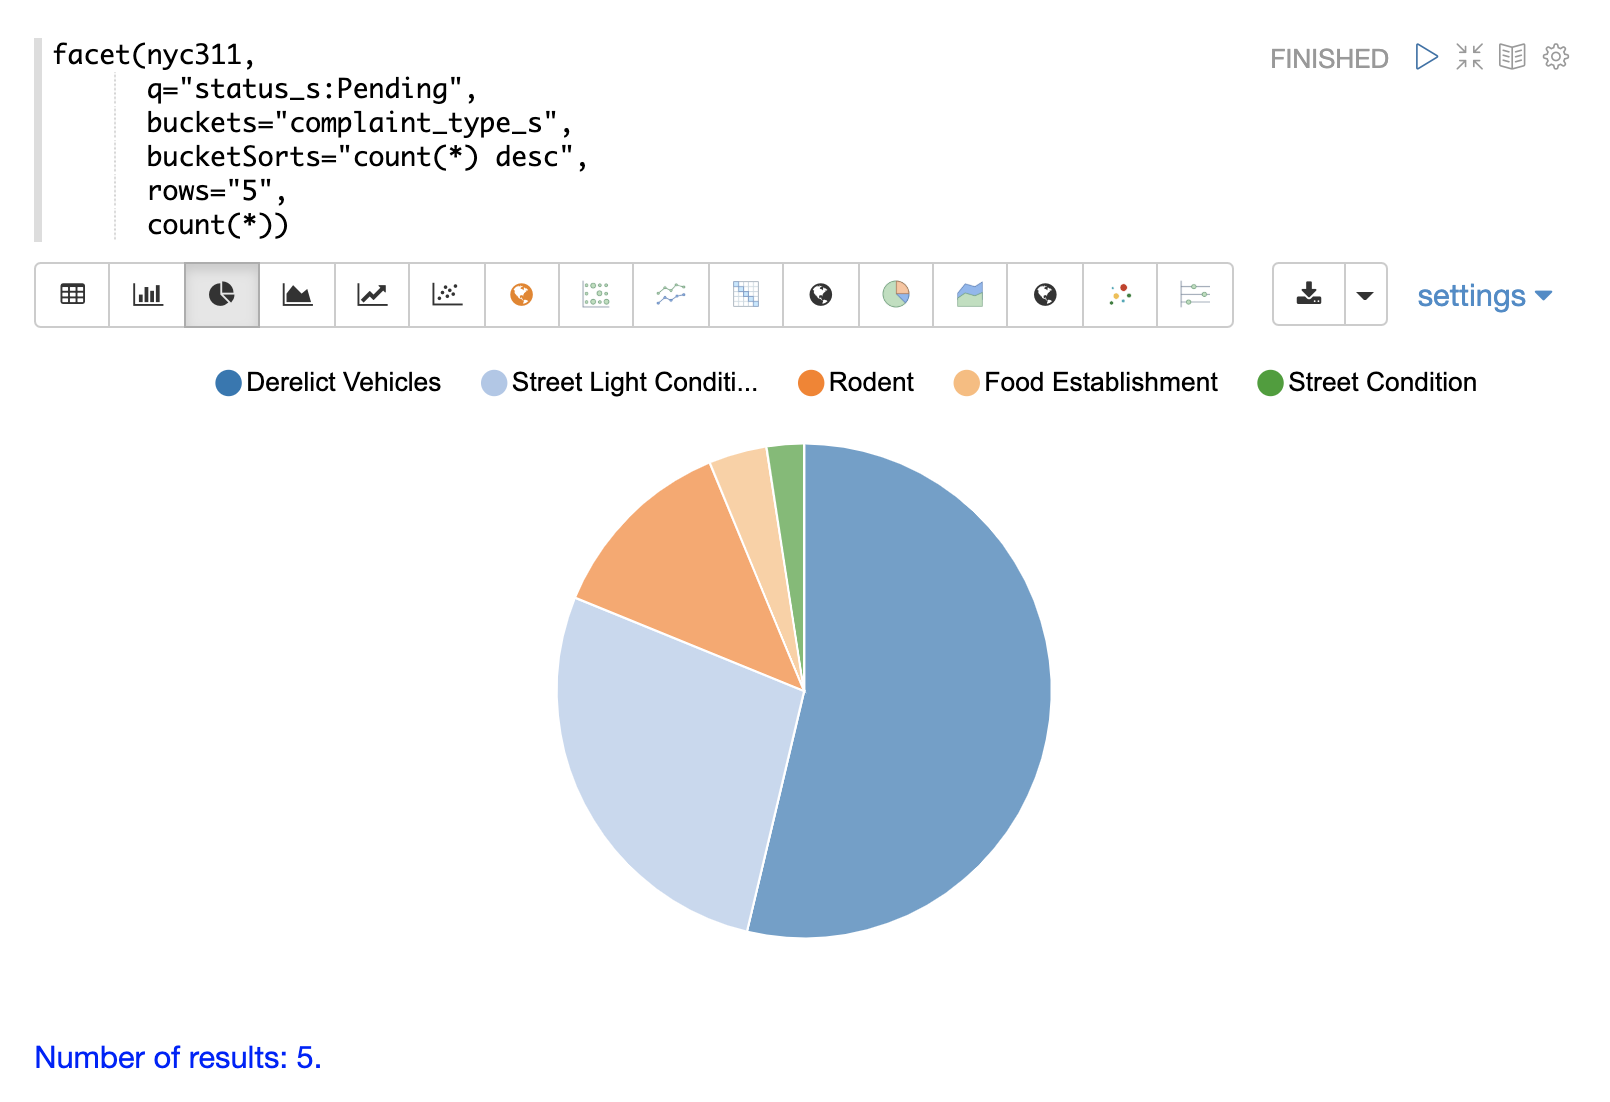 facet(nyc311,
q="status_s:Pending",
buckets="complaint_type_s",
bucketSorts="count(*) desc",
rows="5",
count(*))
FINISHED
settings
Derelict Vehicles Street Light Conditi... Rodent Food Establishment Street Condition
Number of results: 5.